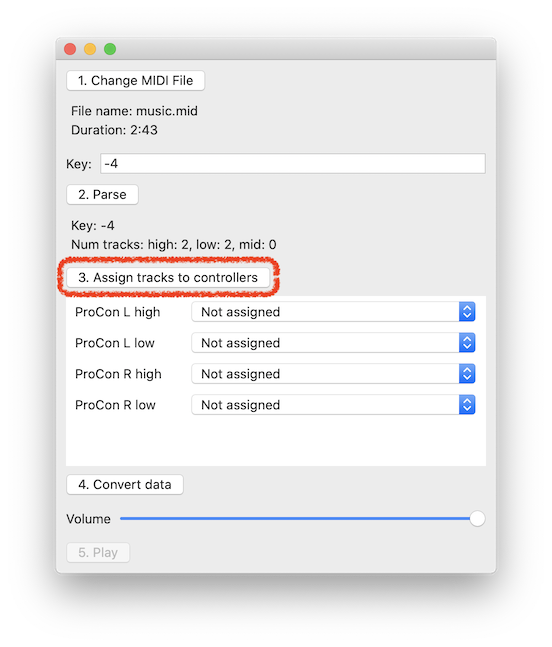 1. Change MIDI File
File name: music.mid
Duration: 2:43
Key: -4
2. Parse
Key: -4
Num tracks: high: 2, low: 2, mid: 0
3. Assign tracks to controllers
ProCon L high Not assigned
ProCon L low Not assigned
ProCon R high Not assigned
ProCon R low Not assigned
4. Convert data
Volume
5. Play